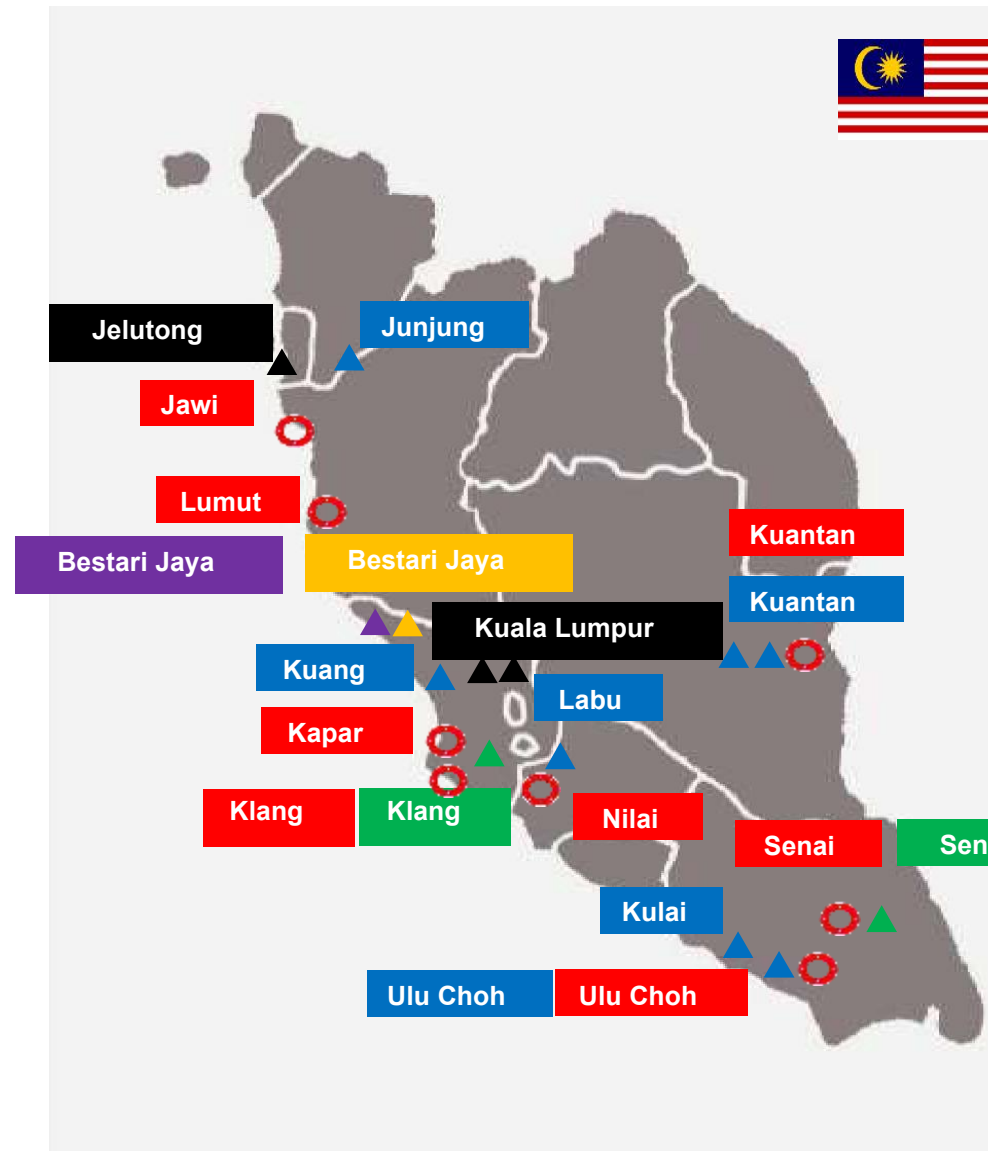 Jelutong
Junjung
Jawi
Lumut
Kuantan
Bestari Jaya
Bestari Jaya
Kuantan
Kuala Lumpur
Kuang
Labu
Kapar
Klang
Klang
Nilai
Senai
Sen
Kulai
Ulu Choh
Ulu Choh